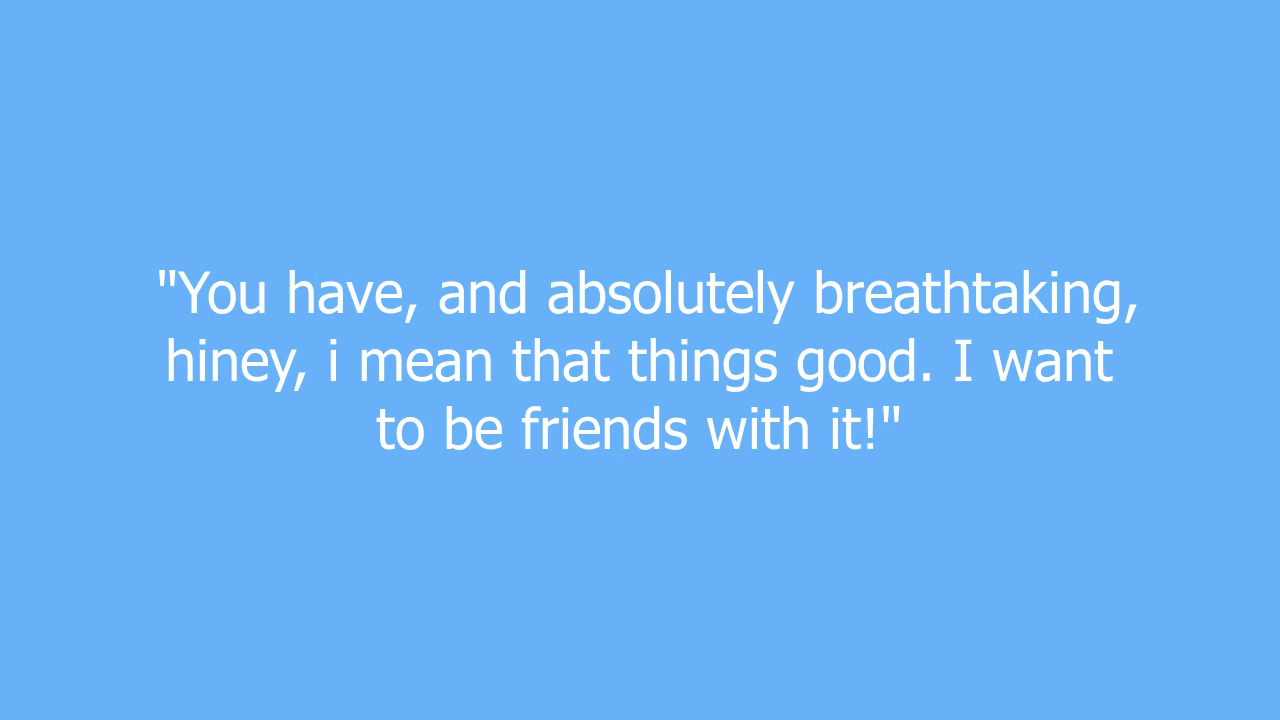 "You have, and absolutely breathtaking,
hiney, i mean that things good. I want
to be friends with it!"